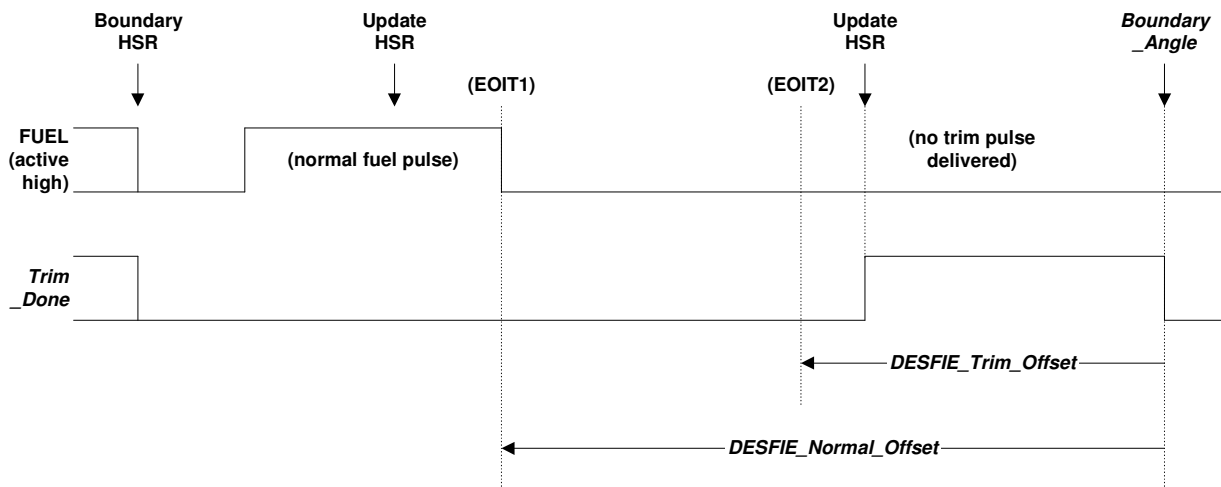 Boundary
HSR
Update
HSR
Update
HSR
Boundary
_Angle
(EOIT1)
(EOIT2)
FUEL
(active
high)
(normal fuel pulse)
(no trim pulse
delivered)
Trim
_Done
DESFIE_Trim_Offset
DESFIE_Normal_Offset